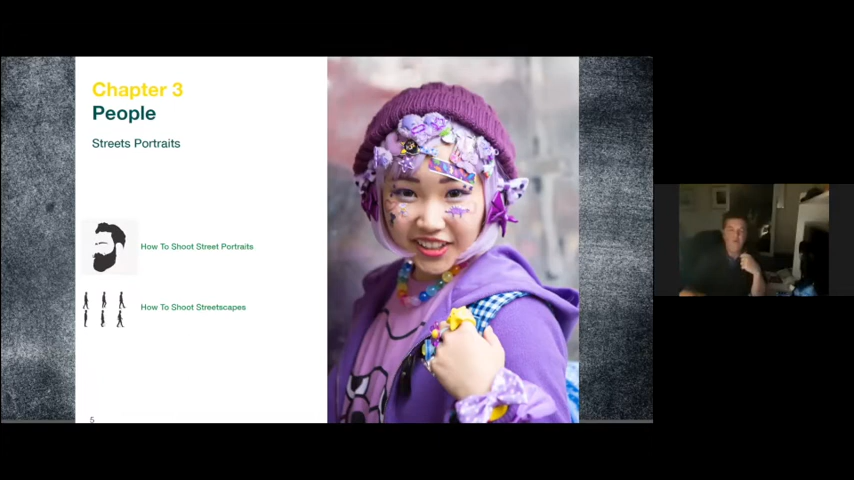 Chapter 3
People
Streets Portraits
How To Shoot Street Portraits
How To Shoot Streetscapes
5